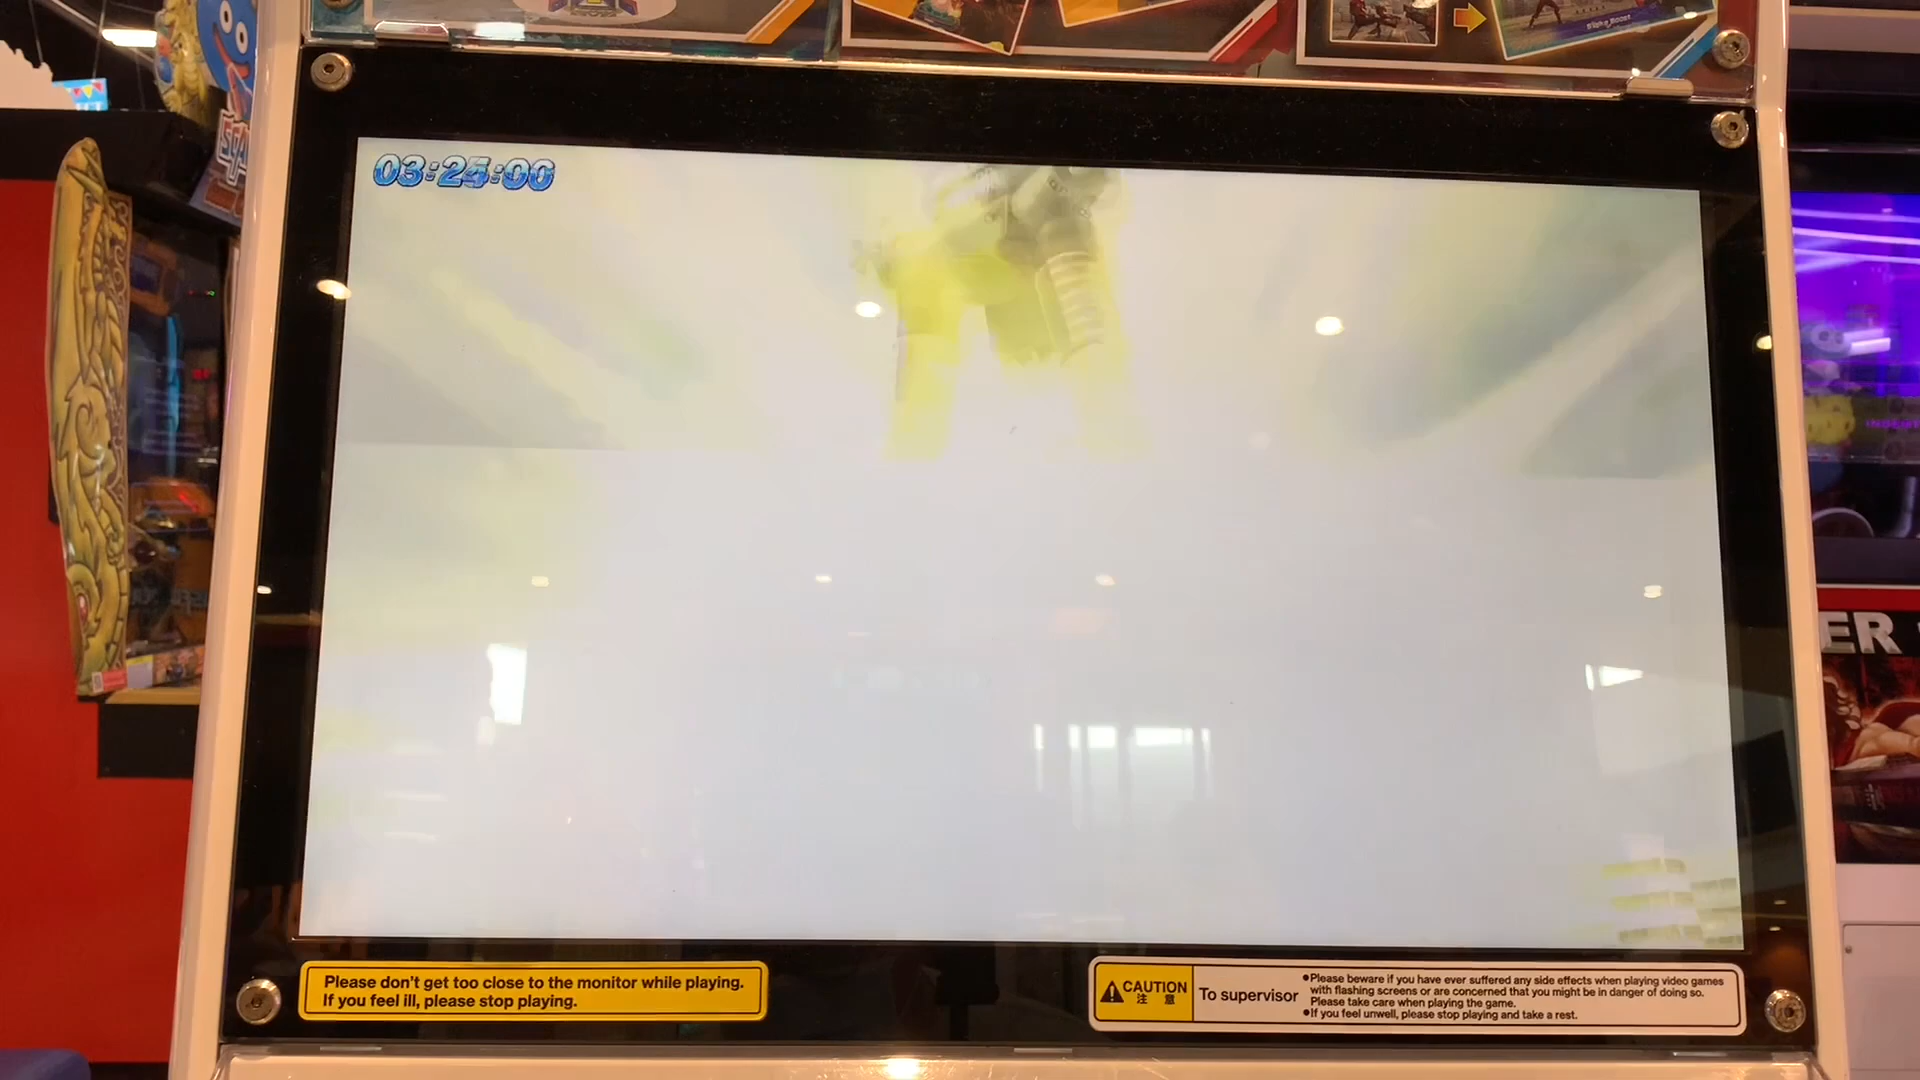 03:25:00
ER
Please don't get too close to the monitor while playing.
If you feel ill, please stop playing.
CAUTION
注 意
To supervisor
•Please beware if you have ever suffered any side effects when playing video games
with flashing screens or are concerned that you might be in danger of doing so.
Please take care when playing the game.
•If you feel unwell, please stop playing and take a rest.